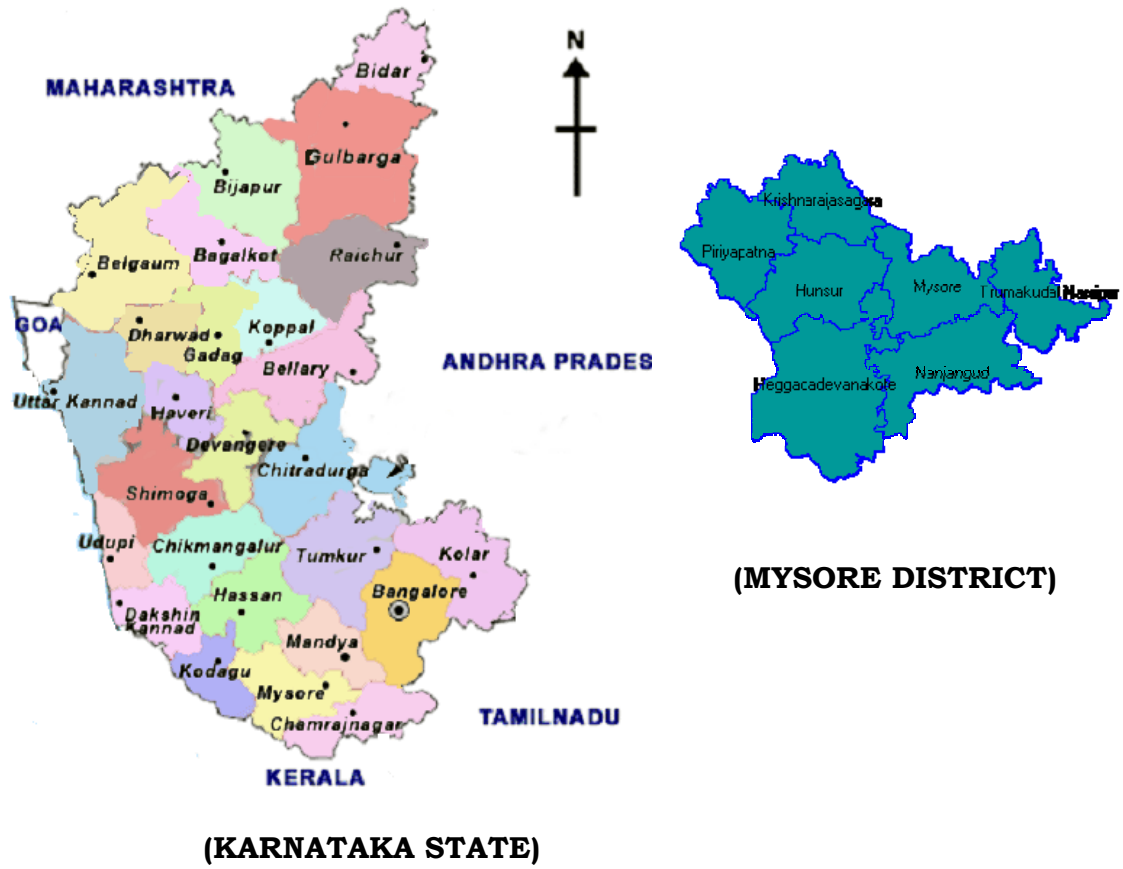 N
Bidar
MAHARASHTRA
Gulbarga
Bijapur
Bagalkot
Raichur
Belgaum
GOA
Dharwad
Koppal
Gadag
Bellary
ANDHRA PRADES
Uttar Kannad
Haveri
Devangere
Chitradurga
Shimoga
Udupi
Chikmangalur
Tumkur
Kolar
Hassan
Bangalore
Dakshin
Kannad
Mandya
Kodagu
Mysore
Chamrajnagar
TAMILNADU
KERALA
(KARNATAKA STATE)
Krishnarajasagara
Piriyapatna
Hunsur
Mysore
Tirumakudal Narsipur
Heggadadevanakote
Nanjangud
(MYSORE DISTRICT)